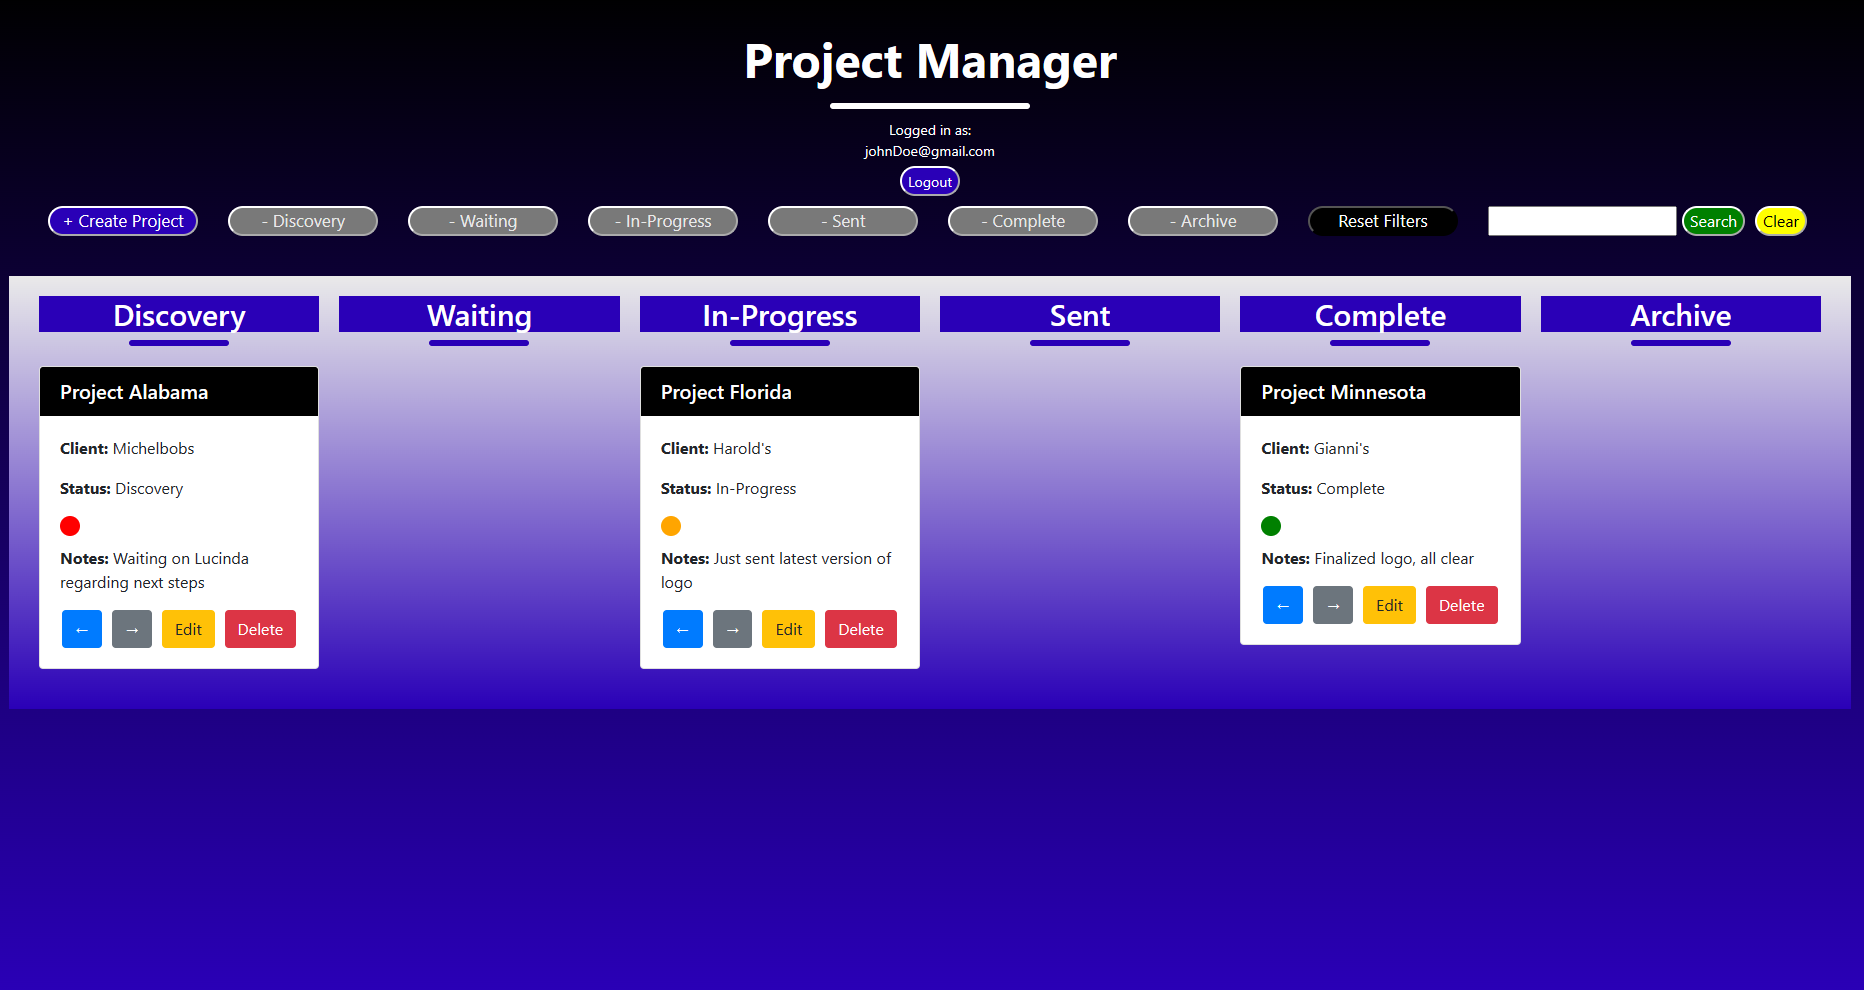 Project Manager
Logged in as:
johnDoe@gmail.com
Logout
+ Create Project
- Discovery
- Waiting
- In-Progress
- Sent
- Complete
- Archive
Reset Filters
Search
Clear
Discovery
Waiting
In-Progress
Sent
Complete
Archive
Project Alabama
Client: Michelbobs
Status: Discovery
Notes: Waiting on Lucinda
regarding next steps
← → Edit Delete
Project Florida
Client: Harold's
Status: In-Progress
Notes: Just sent latest version of
logo
← → Edit Delete
Project Minnesota
Client: Gianni's
Status: Complete
Notes: Finalized logo, all clear
← → Edit Delete